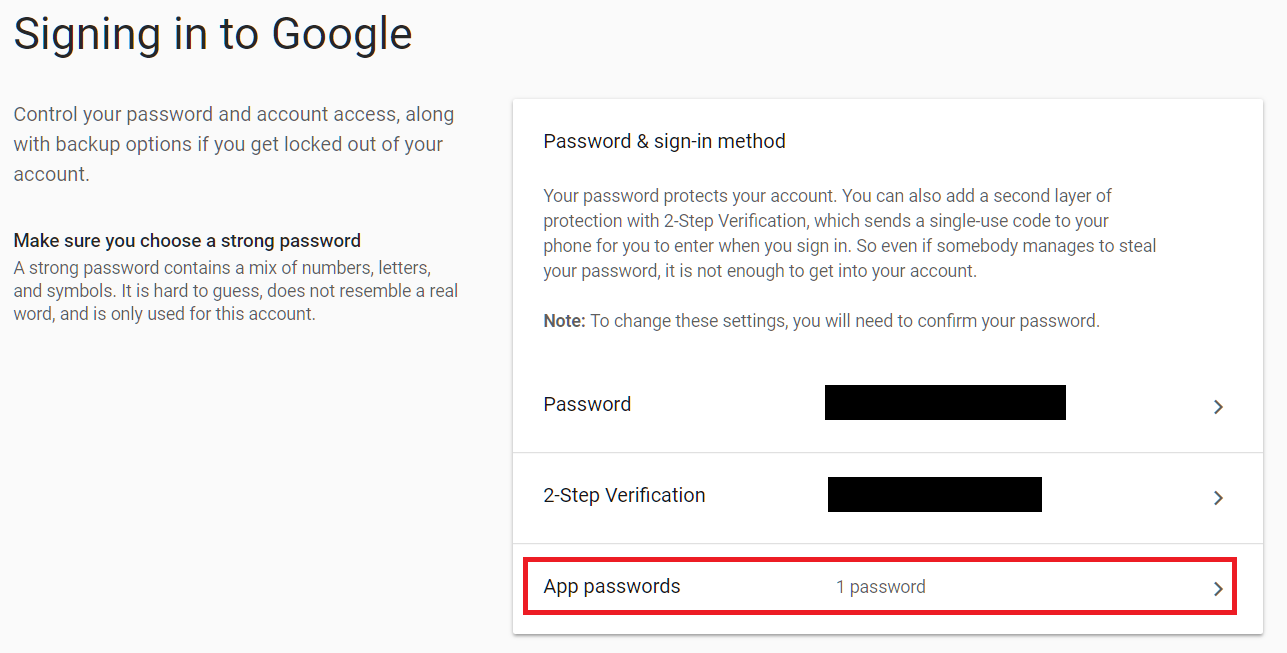 Signing in to Google
Control your password and account access, along
with backup options if you get locked out of your
account.
Make sure you choose a strong password
A strong password contains a mix of numbers, letters,
and symbols. It is hard to guess, does not resemble a real
word, and is only used for this account.
Password & sign-in method
Your password protects your account. You can also add a second layer of
protection with 2-Step Verification, which sends a single-use code to your
phone for you to enter when you sign in. So even if somebody manages to steal
your password, it is not enough to get into your account.
Note: To change these settings, you will need to confirm your password.
Password
2-Step Verification
App passwords 1 password